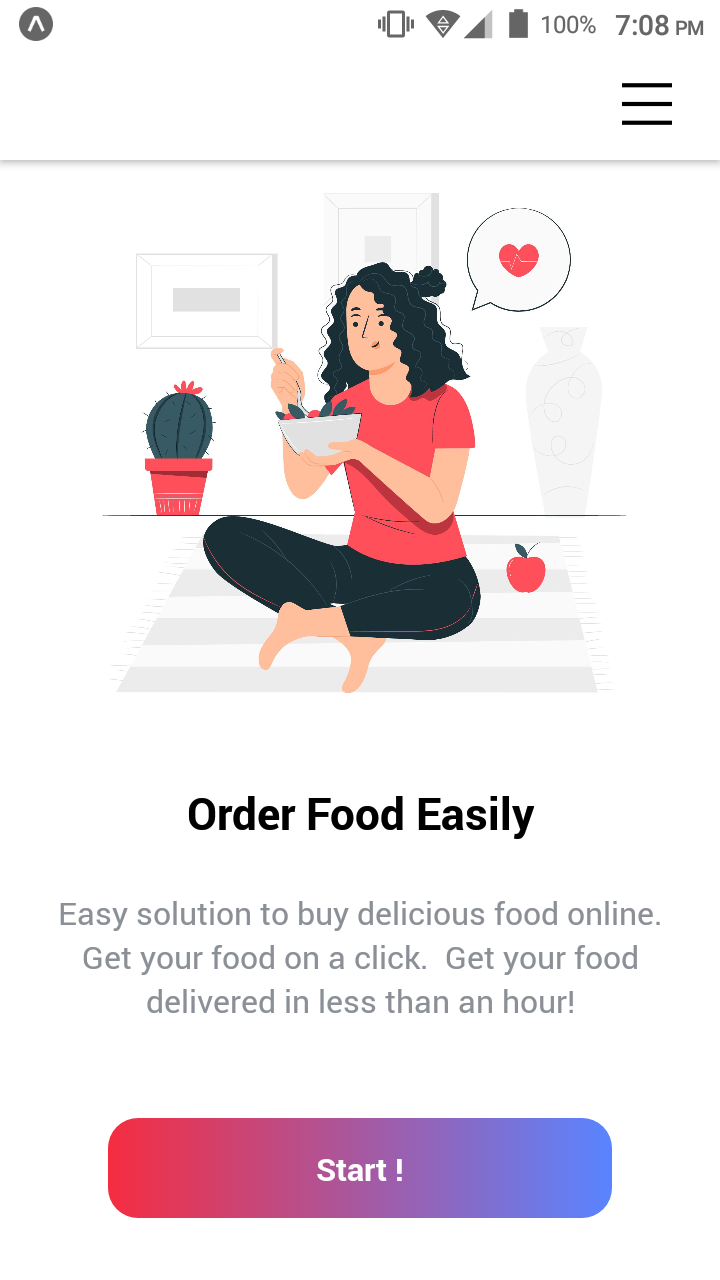 100% 7:08 PM
Order Food Easily
Easy solution to buy delicious food online.
Get your food on a click.  Get your food
delivered in less than an hour!
Start !